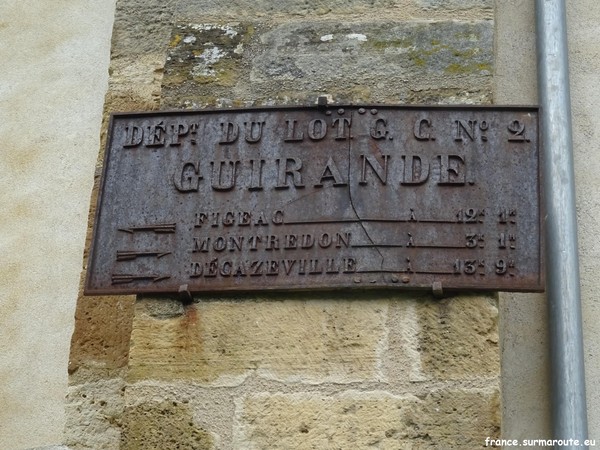 DÉPT DU LOT G. C. No 2
GUIRANDE.
FIGEAC À 12K 1H
MONTREDON À 3K 1H
DÉCAZEVILLE À 13K 9H
france.surmaroute.eu